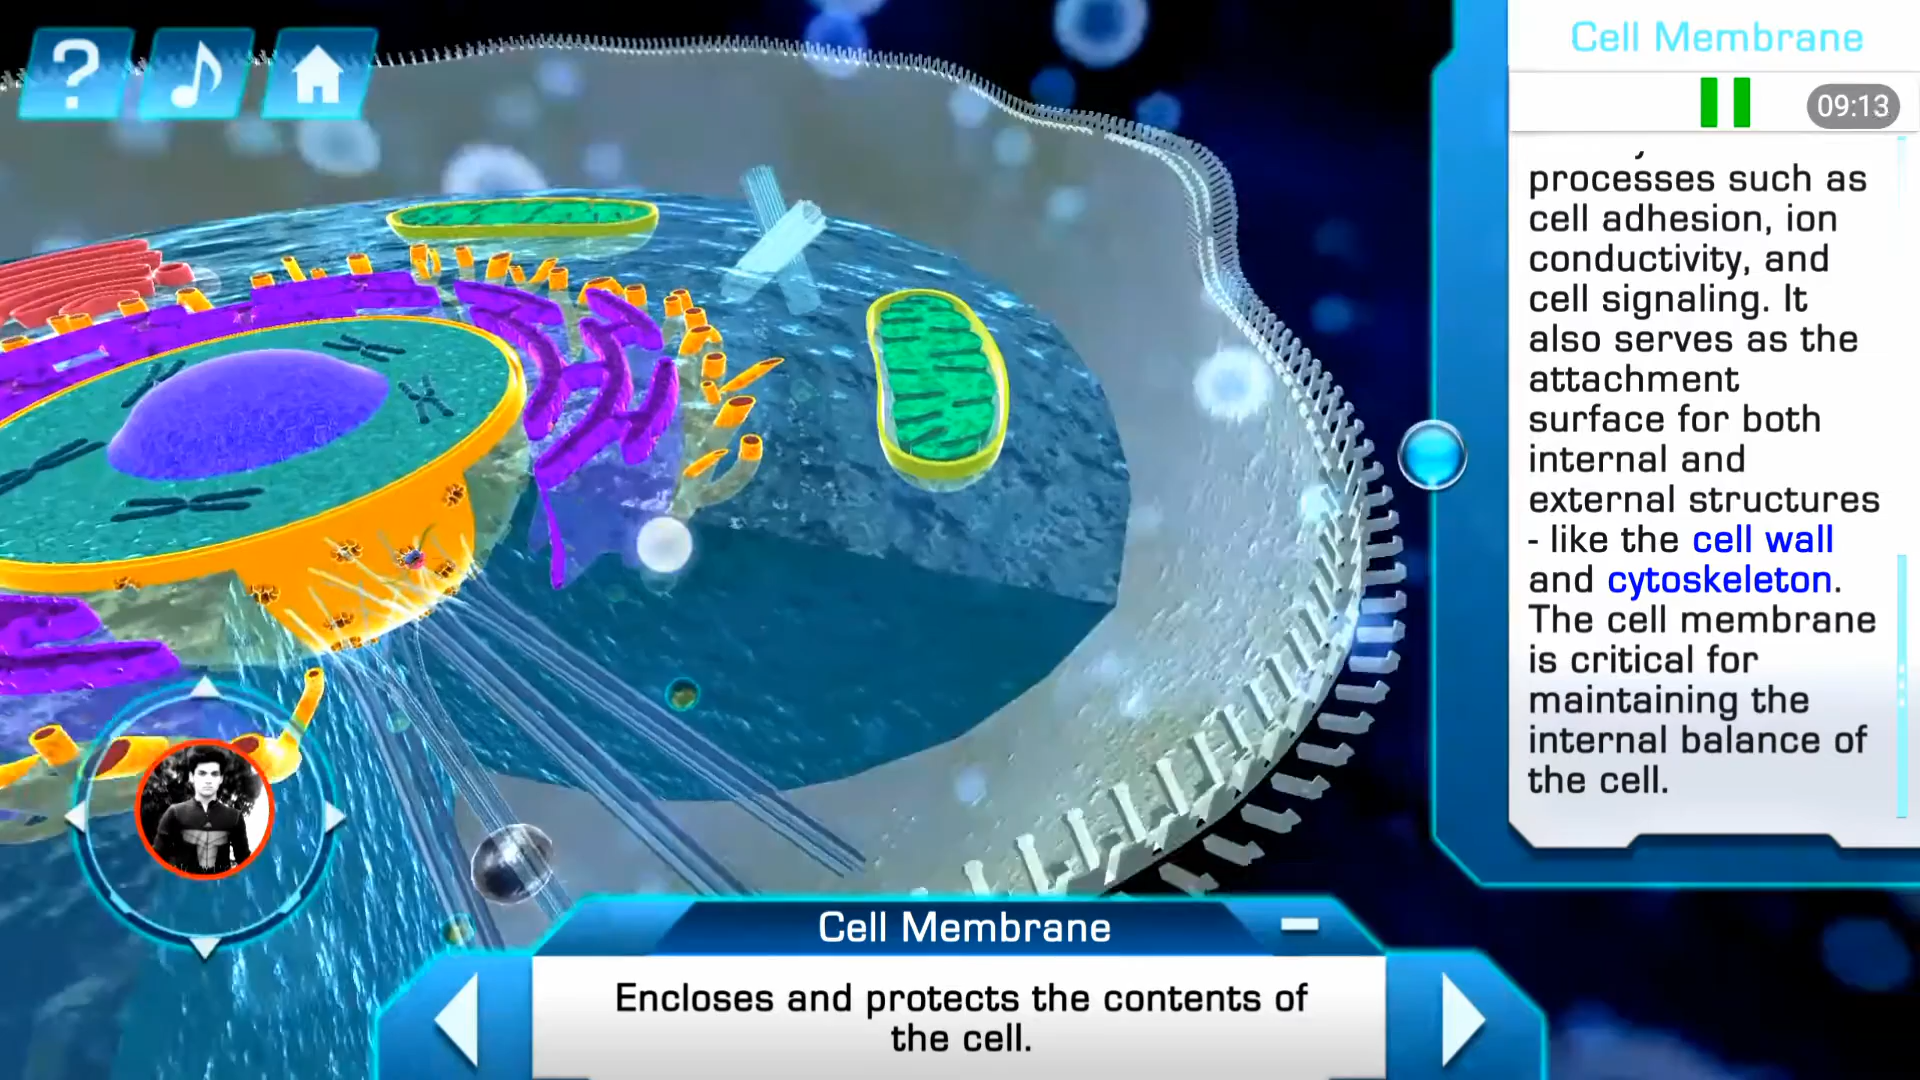 ?
Cell Membrane
09:13
processes such as
cell adhesion, ion
conductivity, and
cell signaling. It
also serves as the
attachment
surface for both
internal and
external structures
- like the cell wall
and cytoskeleton.
The cell membrane
is critical for
maintaining the
internal balance of
the cell.
Cell Membrane
Encloses and protects the contents of
the cell.